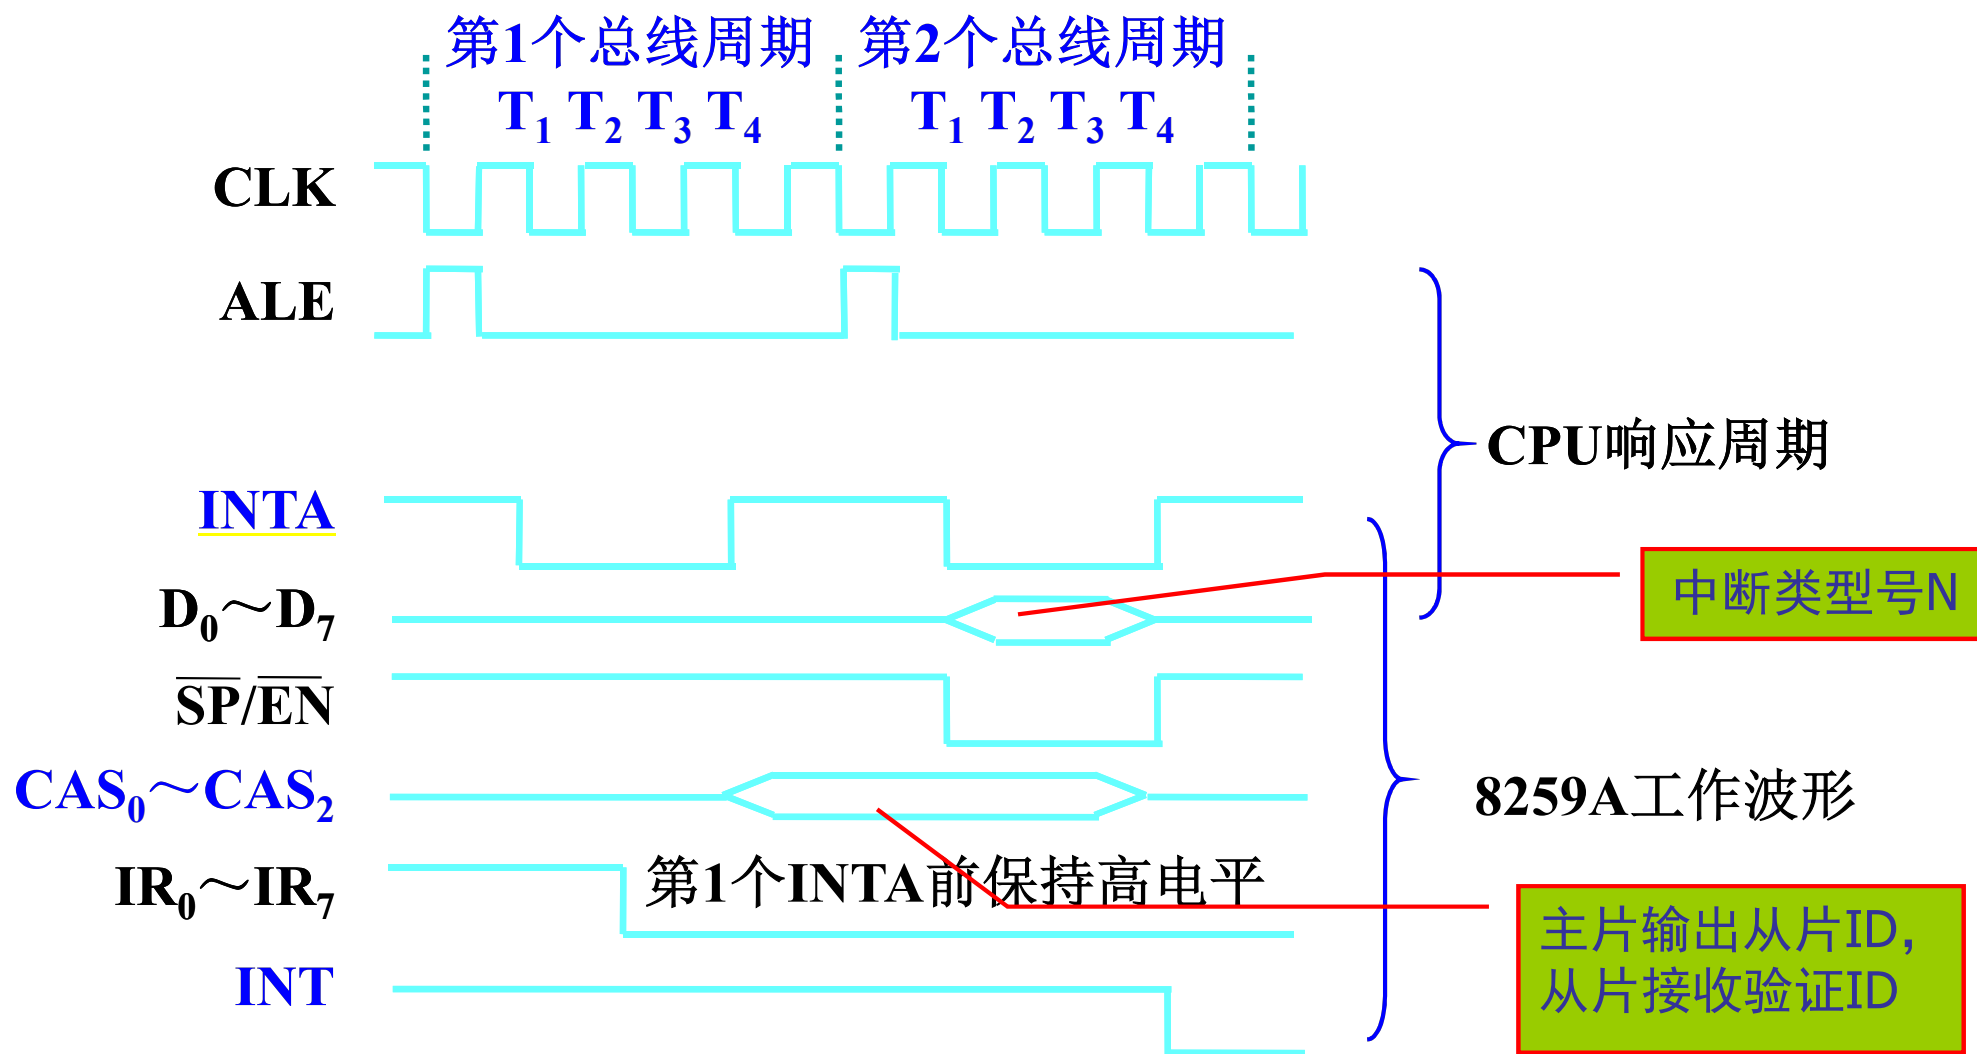 第1个总线周期 第2个总线周期
T1 T2 T3 T4 T1 T2 T3 T4
CLK
ALE
CPU响应周期
INTA
中断类型号N
D0～D7
SP/EN
CAS0～CAS2
8259A工作波形
IR0～IR7
第1个INTA前保持高电平
主片输出从片ID，
从片接收验证ID
INT